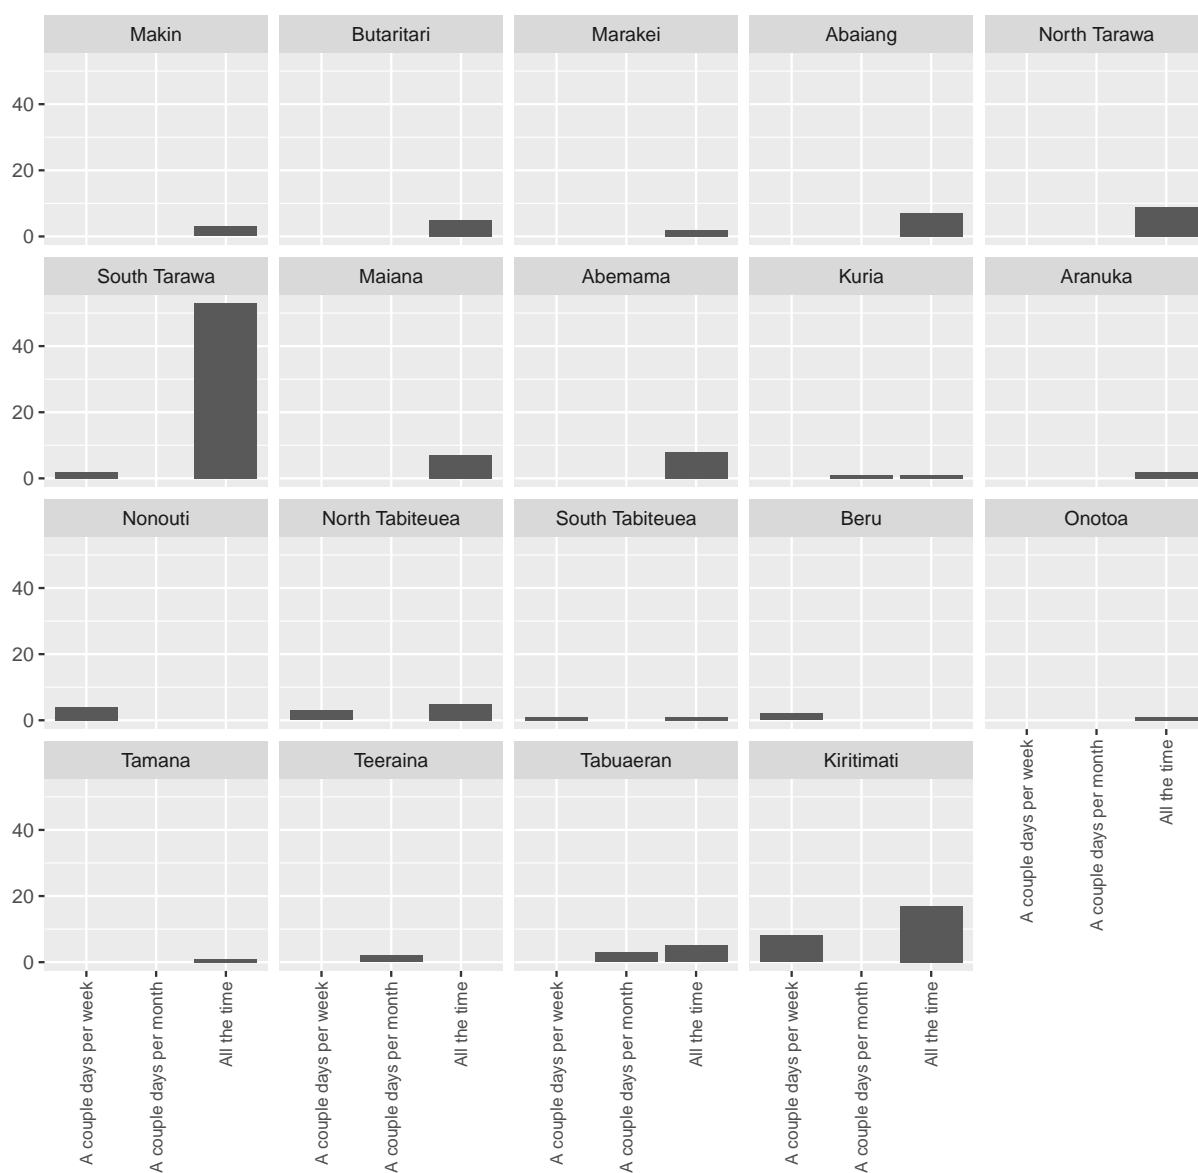 Makin Butaritari Marakei Abaiang North Tarawa
40
20
0
South Tarawa Maiana Abemama Kuria Aranuka
40
20
0
Nonouti North Tabiteuea South Tabiteuea Beru Onotoa
40
20
0
A couple days per week
A couple days per month
All the time
Tamana Teeraina Tabuaeran Kiritimati
40
20
0
A couple days per week
A couple days per month
All the time
A couple days per week
A couple days per month
All the time
A couple days per week
A couple days per month
All the time
A couple days per week
A couple days per month
All the time